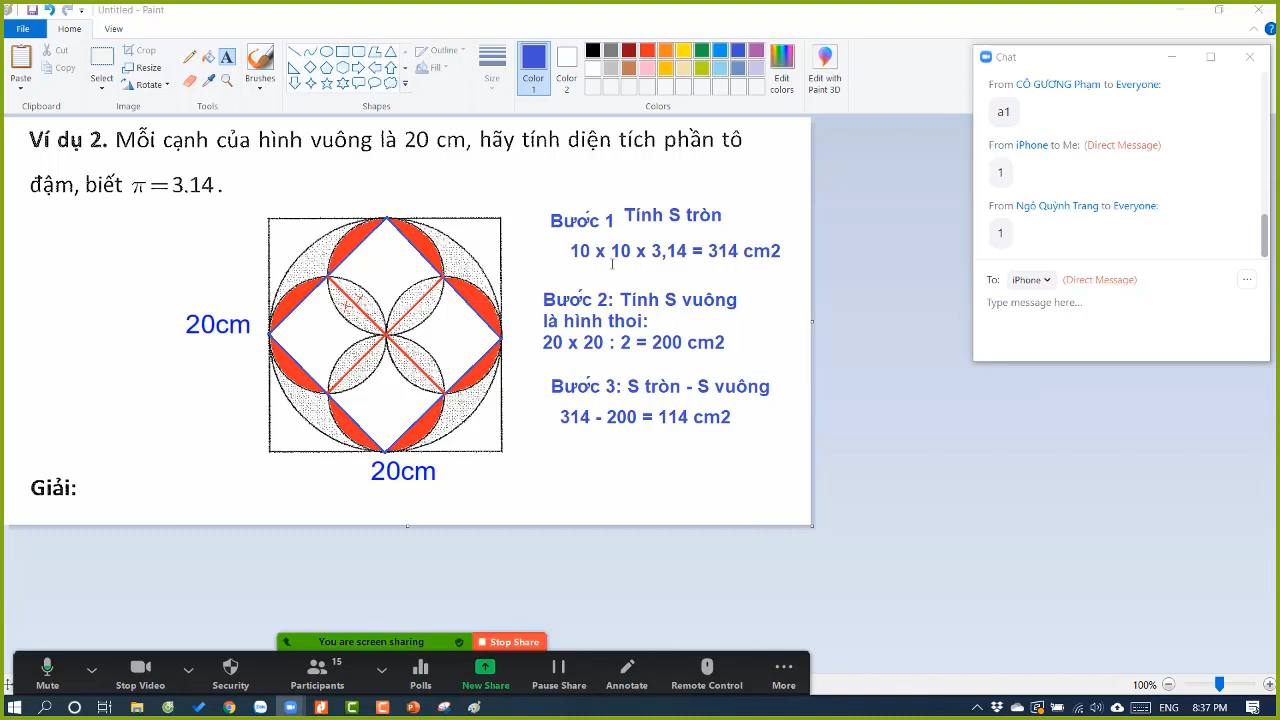 Untitled - Paint
File
Home
View
Paste
Cut
Copy
Clipboard
Select
Crop
Resize
Rotate
Image
Tools
Brushes
Shapes
Outline
Fill
Size
Color
1
Color
2
Colors
Edit
colors
Edit with
Paint 3D
Ví dụ 2. Mỗi cạnh của hình vuông là 20 cm, hãy tính diện tích phần tô
đậm, biết π = 3.14 .
Bước 1 Tính S tròn
10 x 10 x 3,14 = 314 cm2
Bước 2: Tính S vuông
là hình thoi:
20 x 20 : 2 = 200 cm2
Bước 3: S tròn - S vuông
314 - 200 = 114 cm2
20cm
20cm
Giải:
Chat
From CÔ GƯƠNG Phạm to Everyone:
a1
From iPhone to Me: (Direct Message)
1
From Ngô Quỳnh Trang to Everyone:
1
To: iPhone (Direct Message)
Type message here...
You are screen sharing
Stop Share
Mute
Stop Video
Security
Participants
15
Polls
New Share
Pause Share
Annotate
Remote Control
More
100%
ENG
8:37 PM